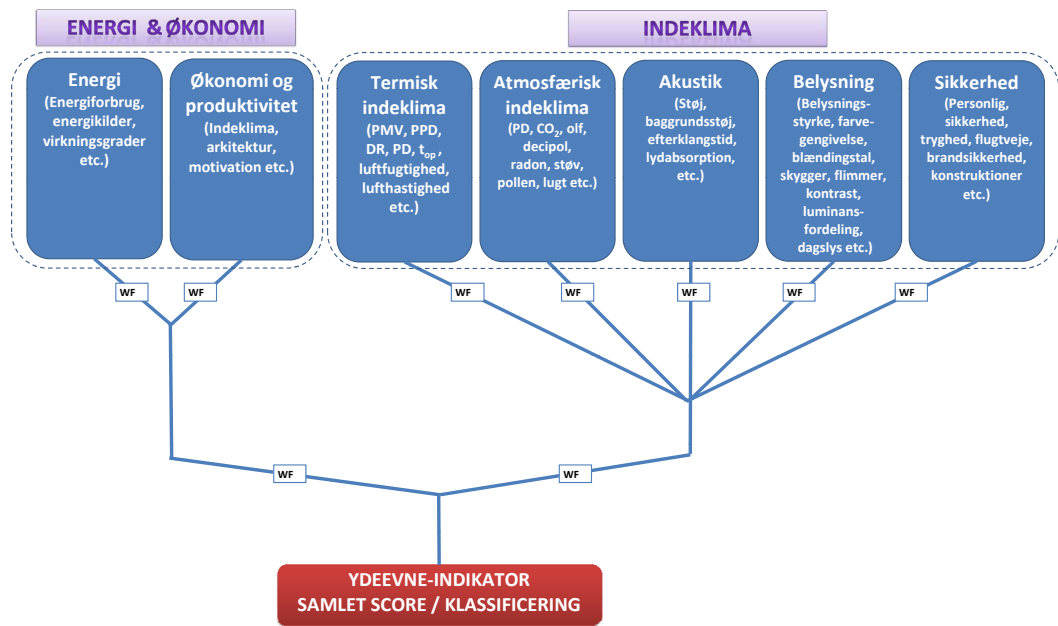 ENERGI & ØKONOMI
INDEKLIMA
Energi
(Energiforbrug,
energikilder,
virkningsgrader
etc.)
Økonomi og
produktivitet
(Indeklima,
arkitektur,
motivation etc.)
Termisk
indeklima
(PMV, PPD,
DR, PD, t_op ,
luftfugtighed,
lufthastighed
etc.)
Atmosfærisk
indeklima
(PD, CO₂, olf,
decipol,
radon, støv,
pollen, lugt etc.)
Akustik
(Støj,
baggrundsstøj,
efterklangstid,
lydabsorption,
etc.)
Belysning
(Belysnings-
styrke, farve-
gengivelse,
blændingstal,
skygger, flimmer,
kontrast,
luminans-
fordeling,
dagslys etc.)
Sikkerhed
(Personlig,
sikkerhed,
tryghed, flugtveje,
brandsikkerhed,
konstruktioner
etc.)
WF
WF
WF
WF
WF
WF
WF
WF
WF
YDEEVNE-INDIKATOR
SAMLET SCORE / KLASSIFICERING